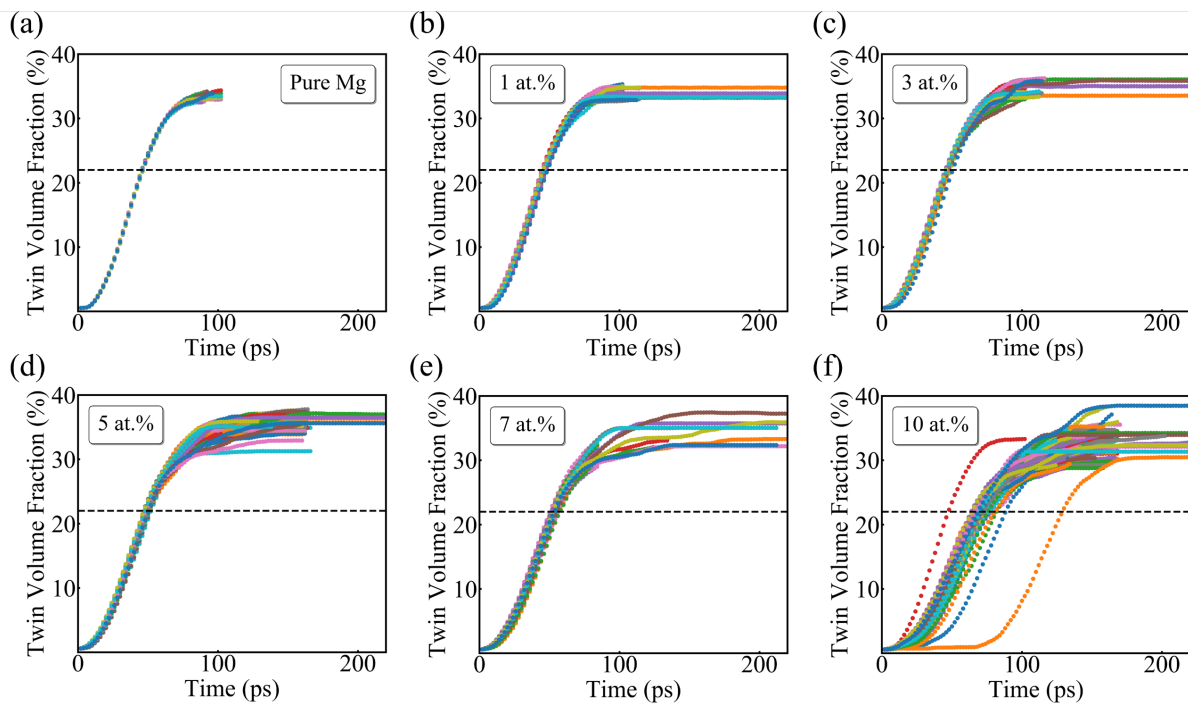 (a)
Twin Volume Fraction (%)
40
30
20
10
Pure Mg
0
100
200
Time (ps)
(b)
Twin Volume Fraction (%)
40
30
20
10
1 at.%
0
100
200
Time (ps)
(c)
Twin Volume Fraction (%)
40
30
20
10
3 at.%
0
100
200
Time (ps)
(d)
Twin Volume Fraction (%)
40
30
20
10
5 at.%
0
100
200
Time (ps)
(e)
Twin Volume Fraction (%)
40
30
20
10
7 at.%
0
100
200
Time (ps)
(f)
Twin Volume Fraction (%)
40
30
20
10
10 at.%
0
100
200
Time (ps)